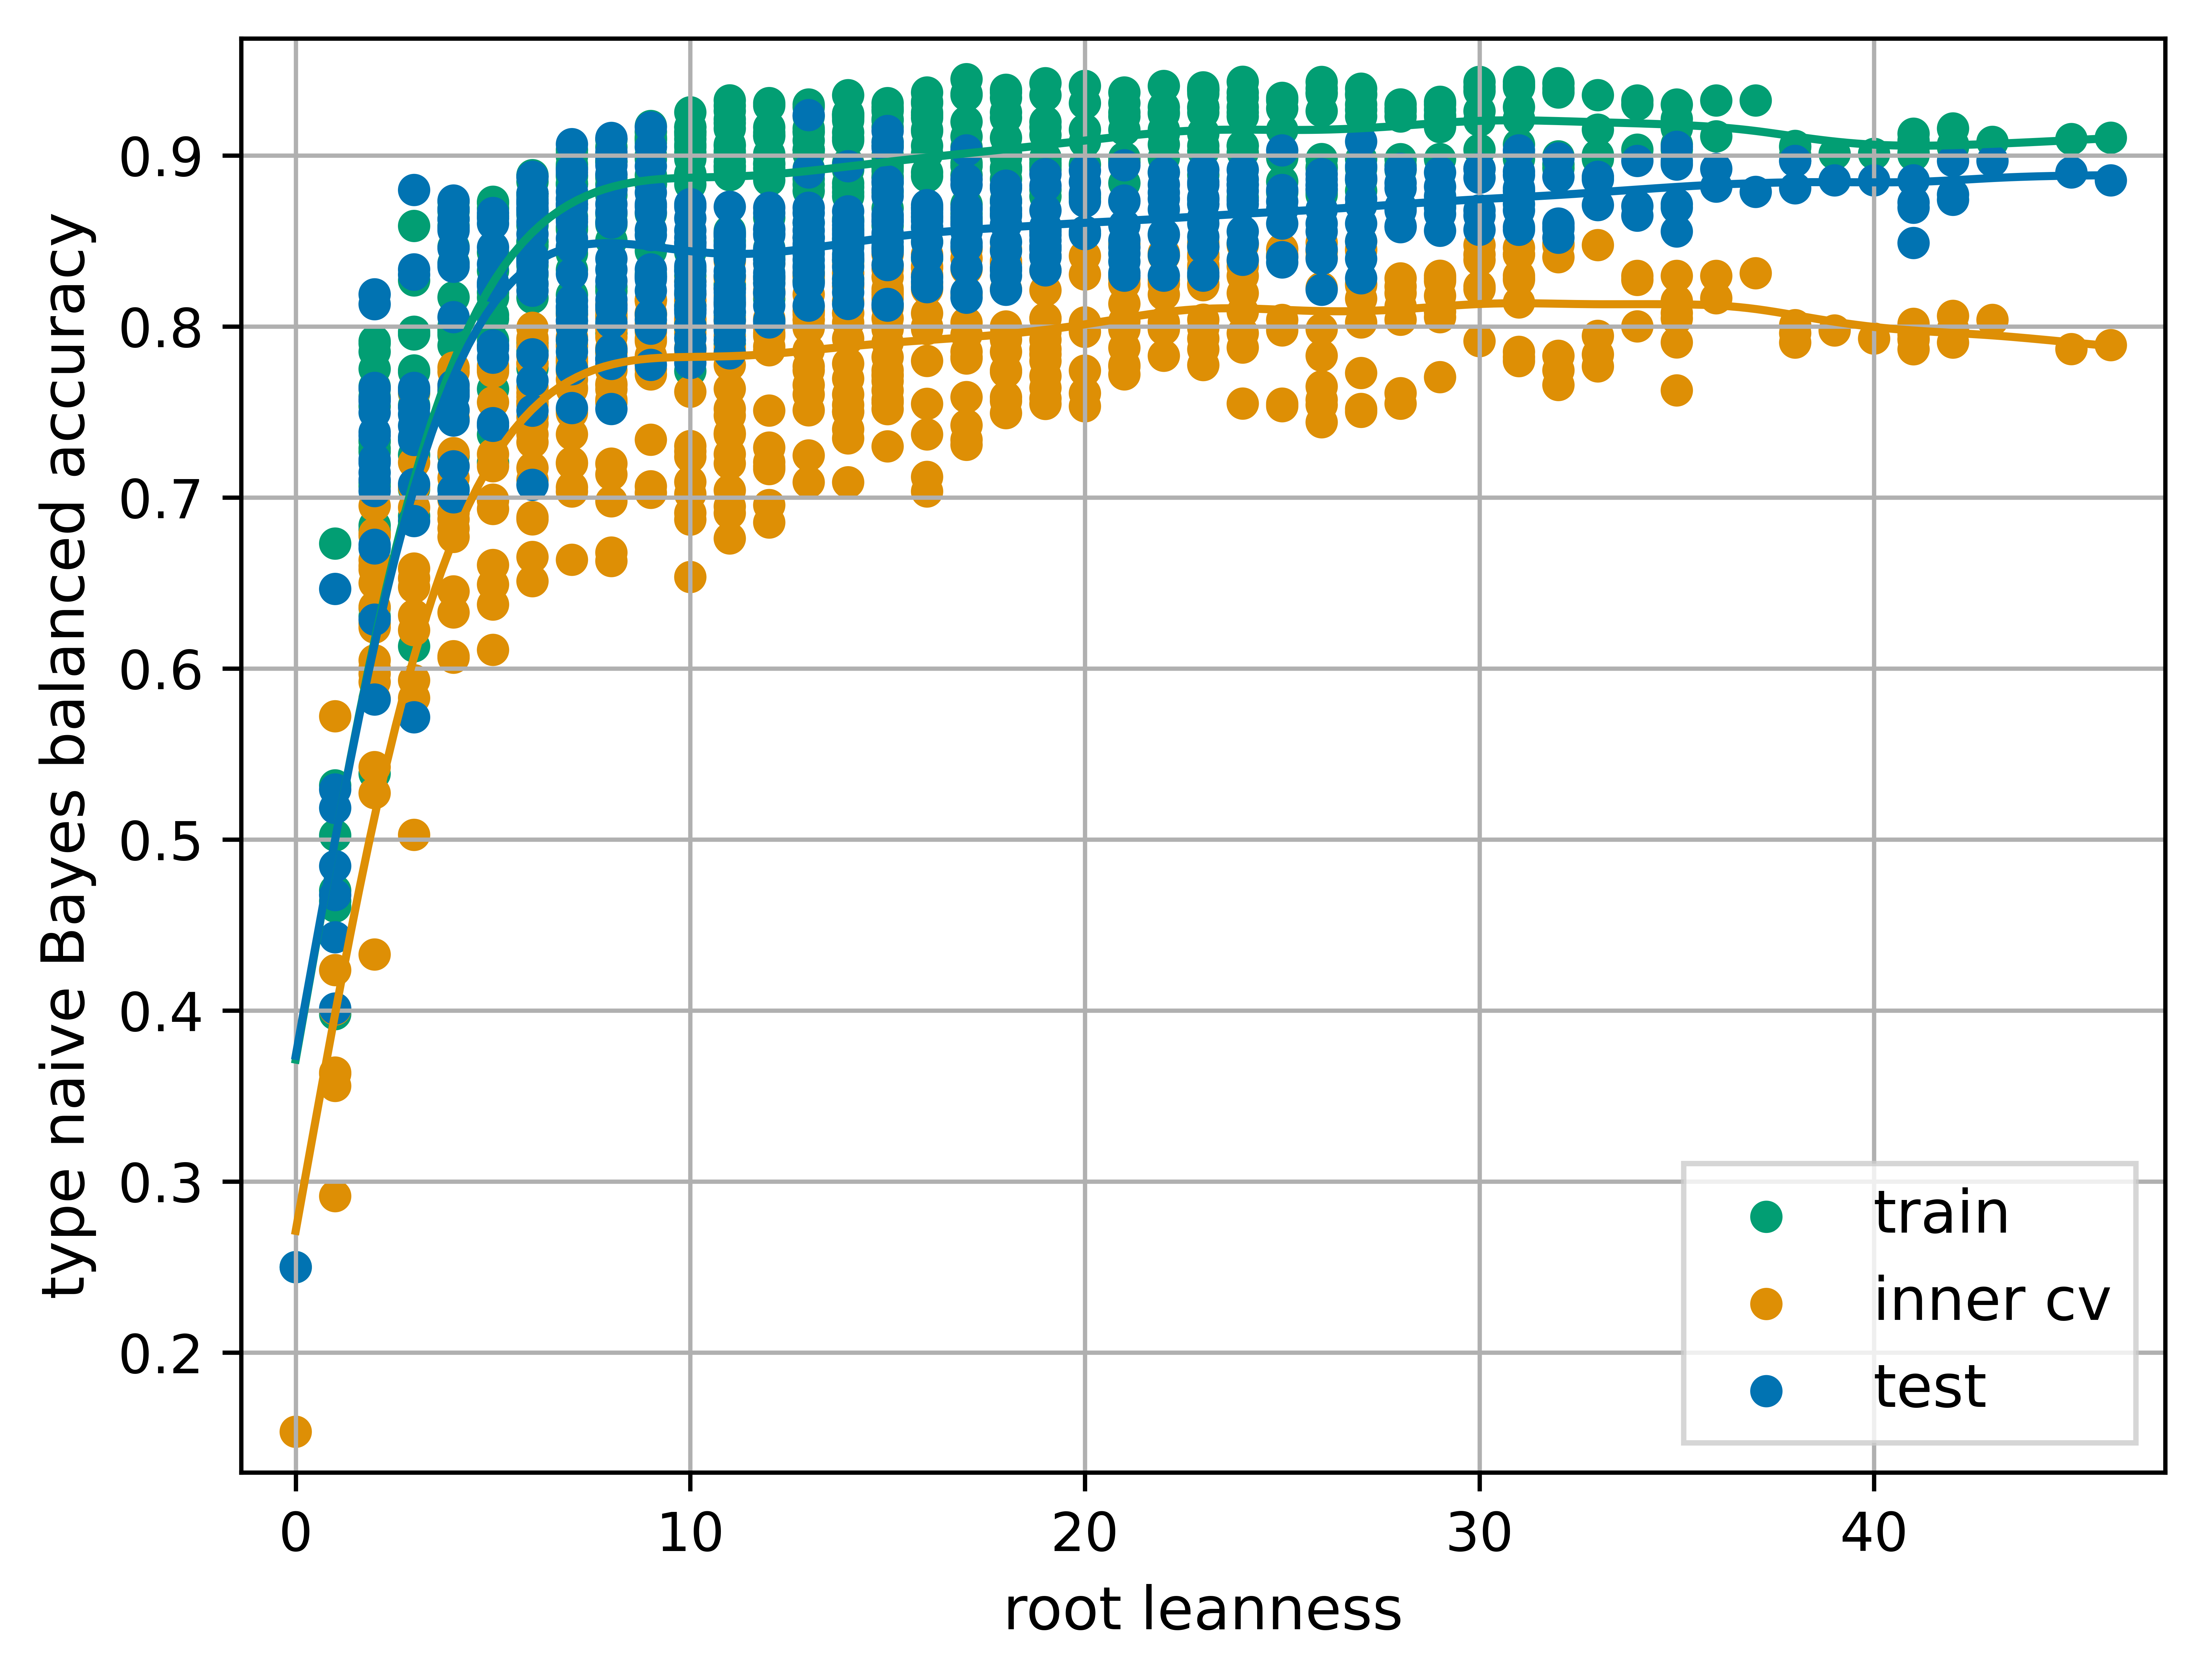 type naive Bayes balanced accuracy
0.9
0.8
0.7
0.6
0.5
0.4
0.3
0.2
0 10 20 30 40
root leanness
train
inner cv
test